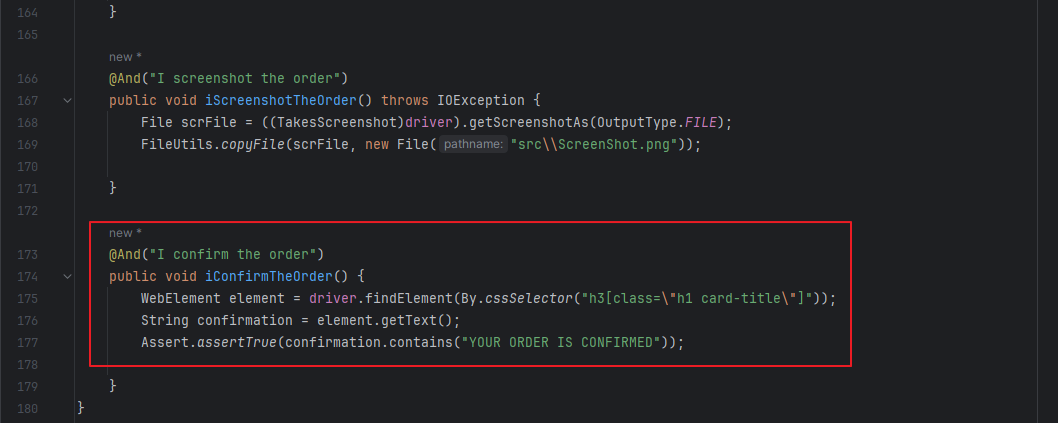 164 }
165
new *
166 @And("I screenshot the order")
167 public void iScreenshotTheOrder() throws IOException {
168 File scrFile = ((TakesScreenshot)driver).getScreenshotAs(OutputType.FILE);
169 FileUtils.copyFile(scrFile, new File( pathname: "src\\ScreenShot.png"));
170
171 }
172
new *
173 @And("I confirm the order")
174 public void iConfirmTheOrder() {
175 WebElement element = driver.findElement(By.cssSelector("h3[class=\"h1 card-title\"]"));
176 String confirmation = element.getText();
177 Assert.assertTrue(confirmation.contains("YOUR ORDER IS CONFIRMED"));
178
179 }
180 }